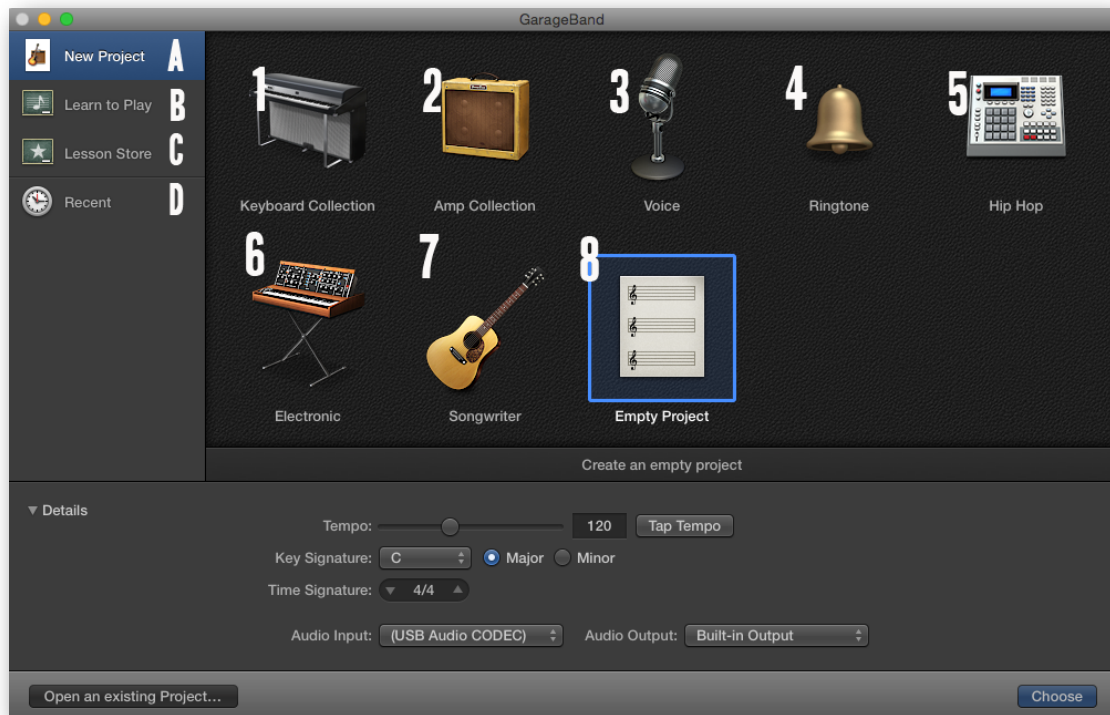 GarageBand
New Project A
Learn to Play B
Lesson Store C
Recent D
1 2 3 4 5
Keyboard Collection Amp Collection Voice Ringtone Hip Hop
6 7 8
Electronic Songwriter Empty Project
Create an empty project
Details
Tempo: 120 Tap Tempo
Key Signature: C Major Minor
Time Signature: 4/4
Audio Input: (USB Audio CODEC) Audio Output: Built-in Output
Open an existing Project... Choose